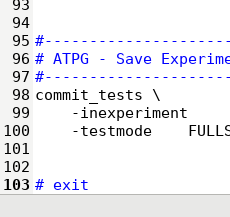 93
94
95 #---------------------
96 # ATPG - Save Experime
97 #---------------------
98 commit_tests \
99 -inexperiment
100 -testmode FULLS
101
102
103 # exit